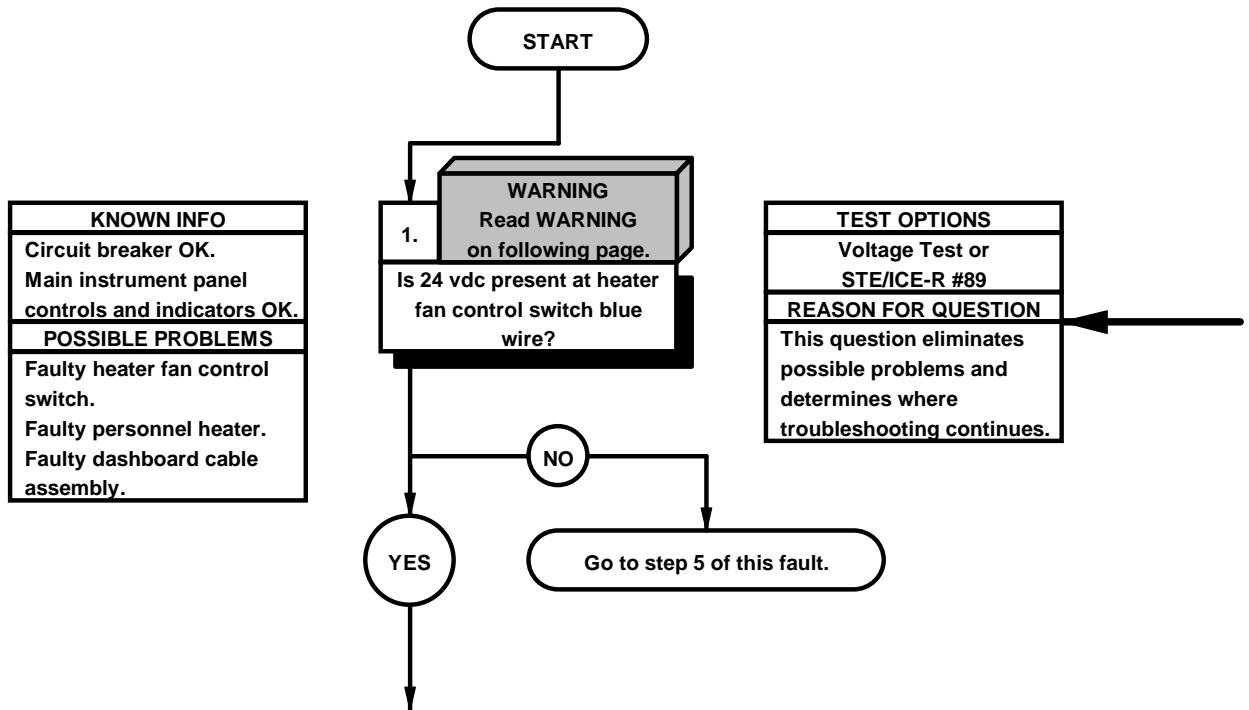 START
KNOWN INFO
Circuit breaker OK.
Main instrument panel
controls and indicators OK.
POSSIBLE PROBLEMS
Faulty heater fan control
switch.
Faulty personnel heater.
Faulty dashboard cable
assembly.
1.
WARNING
Read WARNING
on following page.
Is 24 vdc present at heater
fan control switch blue
wire?
TEST OPTIONS
Voltage Test or
STE/ICE-R #89
REASON FOR QUESTION
This question eliminates
possible problems and
determines where
troubleshooting continues.
NO
YES
Go to step 5 of this fault.